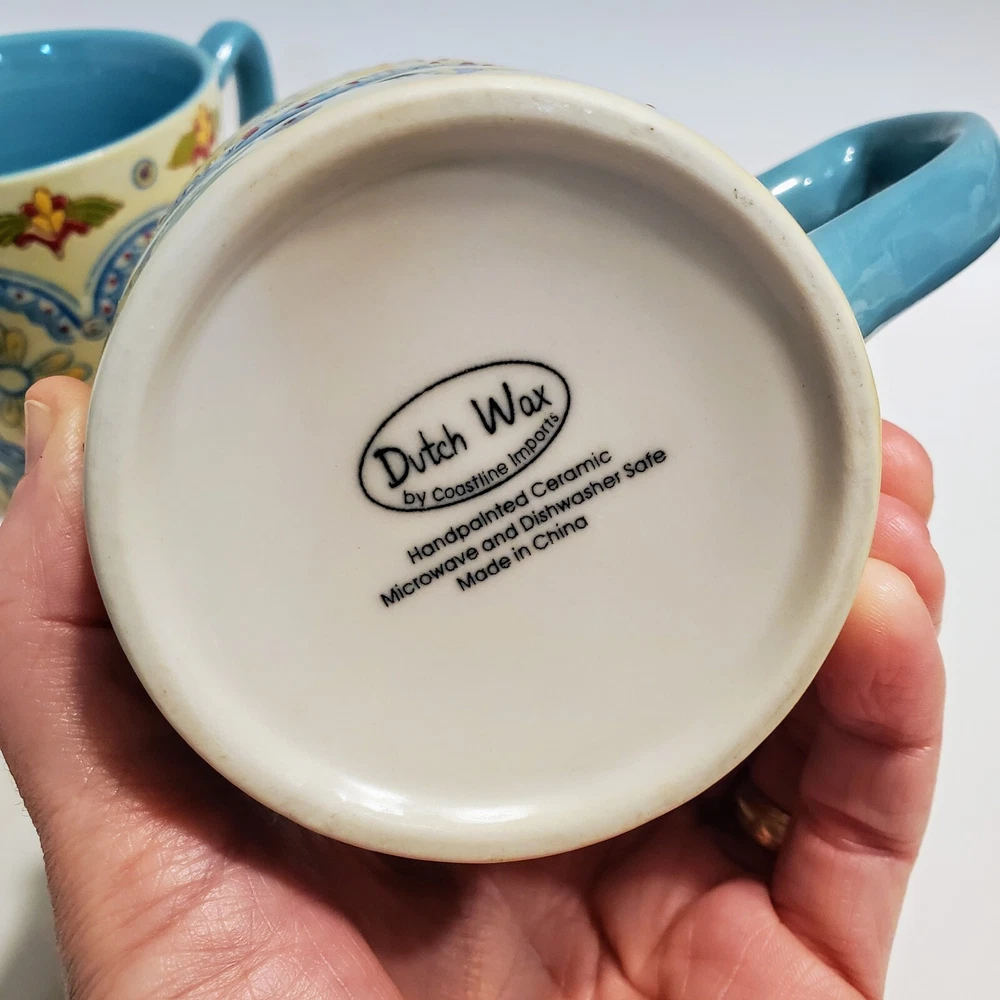 Dutch Wax
by Coastline Imports
Handpainted Ceramic
Microwave and Dishwasher Safe
Made in China